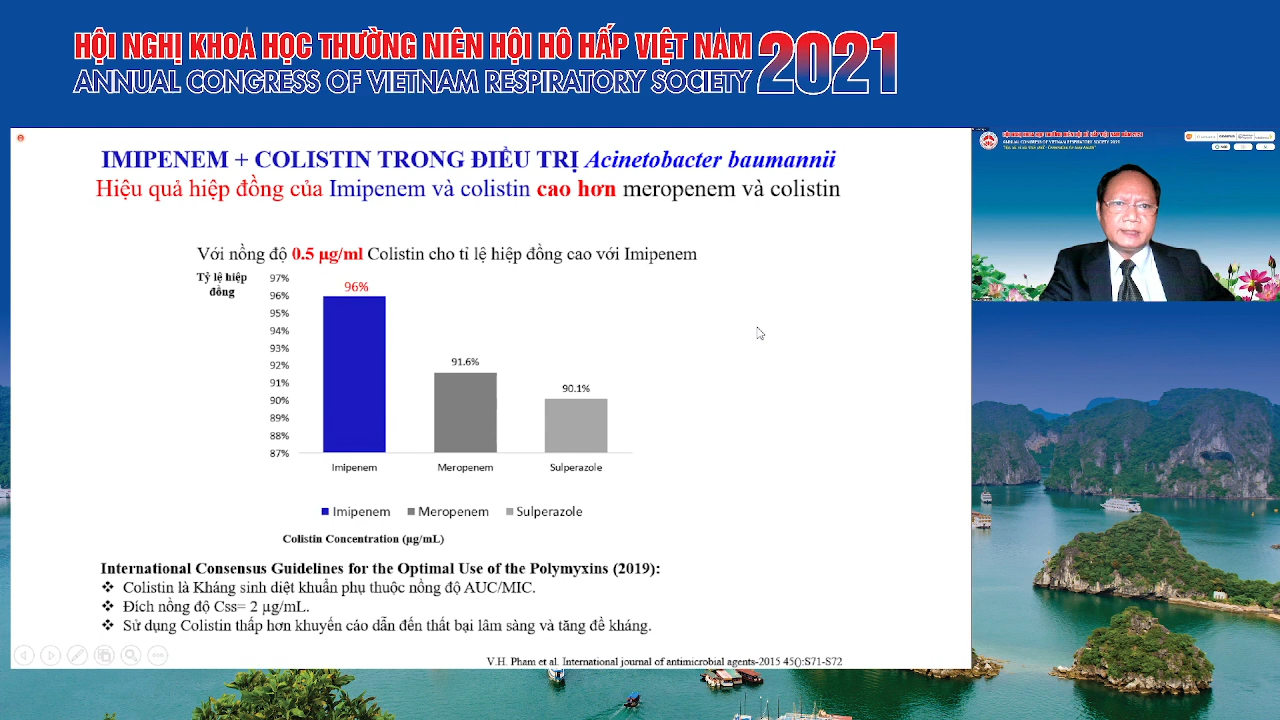 HỘI NGHỊ KHOA HỌC THƯỜNG NIÊN HỘI HÔ HẤP VIỆT NAM
ANNUAL CONGRESS OF VIETNAM RESPIRATORY SOCIETY
2021
IMIPENEM + COLISTIN TRONG ĐIỀU TRỊ Acinetobacter baumannii
Hiệu quả hiệp đồng của Imipenem và colistin cao hơn meropenem và colistin
Với nồng độ 0.5 µg/ml Colistin cho tỉ lệ hiệp đồng cao với Imipenem
Tỷ lệ hiệp
đồng
97%
96%
95%
94%
93%
92%
91%
90%
89%
88%
87%
96%
91.6%
90.1%
Imipenem Meropenem Sulperazole
Imipenem Meropenem Sulperazole
Colistin Concentration (µg/mL)
International Consensus Guidelines for the Optimal Use of the Polymyxins (2019):
❖ Colistin là Kháng sinh diệt khuẩn phụ thuộc nồng độ AUC/MIC.
❖ Đích nồng độ Css= 2 µg/mL.
❖ Sử dụng Colistin thấp hơn khuyến cáo dẫn đến thất bại lâm sàng và tăng đề kháng.
V.H. Pham et al. International journal of antimicrobial agents-2015 45():S71-S72